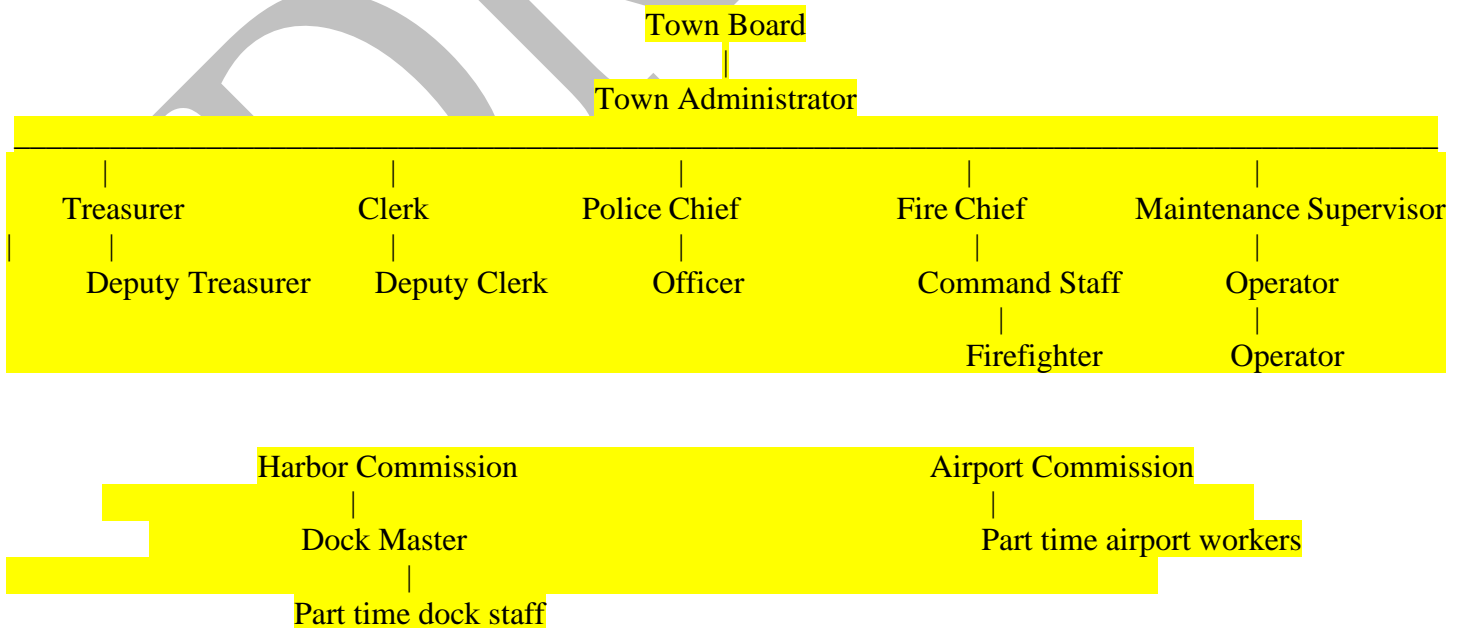 Town Board
|
Town Administrator
| | | | |
Treasurer Clerk Police Chief Fire Chief Maintenance Supervisor
| | | | | |
Deputy Treasurer Deputy Clerk Officer Command Staff Operator
| |
Firefighter Operator
Harbor Commission Airport Commission
| |
Dock Master Part time airport workers
|
Part time dock staff